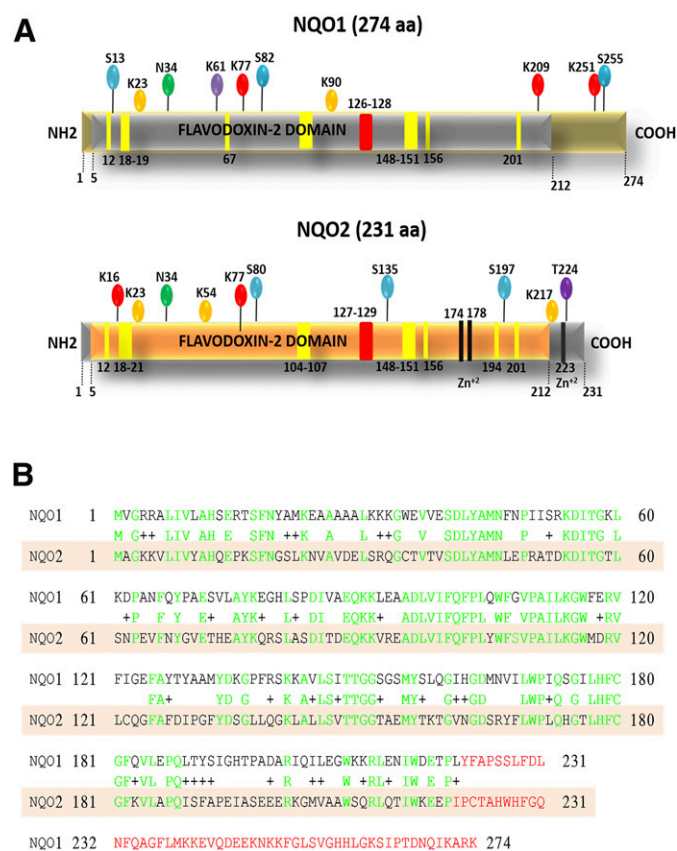 A
NQO1 (274 aa)
S13 K23 N34 K61 K77 S82 K90 126-128 K209 K251 S255
NH2 FLAVODOXIN-2 DOMAIN COOH
12 18-19 67 148-151 156 201
1 5 212 274
NQO2 (231 aa)
K16 K23 N34 K54 K77 S80 127-129 S135 174 178 S197 K217 T224
NH2 FLAVODOXIN-2 DOMAIN COOH
12 18-21 104-107 148-151 156 Zn+2 194 201 212 223 Zn+2
1 5 231
B
NQO1 1 MVGRRALIVLAHSERTSFNYAMKEAAAAALKKKGWEVVESDLYAMNFNPIISRKDITGKL 60
M G++ LIV AH E SFN ++K A L ++G V SDLYAMN P + KDITG L
NQO2 1 MAGKKVLIVYAHQEPKSFNGSLKNVAVDELSRQGCTVTVSDLYAMNLEPRATDKDITGTL 60
NQO1 61 KDPANFQYPAESVLAYKEGHLSPDIVAEQKKLEAADLVIFQFPLQWFGVPAILKGWFERV 120
+P F Y E+ AYK+ L+ DI EQKK+ ADLVIFQFPL WF VPAILKGW +RV
NQO2 61 SNPEVFNYGVETHEAYKQRSLASDITDEQKKVREADLVIFQFPLYWFSVPAILKGWMDRV 120
NQO1 121 FIGEFAYTYAAMYDKGPFRSKKAVLSITTGGSGSMYSLQGIHGDMNVILWPIQSGILHFC 180
FA+ YD G + K A+LS+TTGG+ MY+ G++GD LWP+Q G LHFC
NQO2 121 LCQGFAFDIPGFYDSGLLQGKLALLSVTTGGTAEMYTKTGVNGDSRYFLWPLQHGTLHFC 180
NQO1 181 GFQVLEPQLTYSIGHTPADARIQILEGWKKRLENIWDETPLYFAPSSLFDL 231
GF+VL PQ++++ + R ++ W +RL+ IW EP +
NQO2 181 GFKVLAPQISFAPEIASEEERKGMVAAWSQRLQTIWKEEPIPCTAHWHFGQ 231
NQO1 232 NFQAGFLMKKEVQDEEKNKKFGLSVGHHLGKSIPTDNQIKARK 274